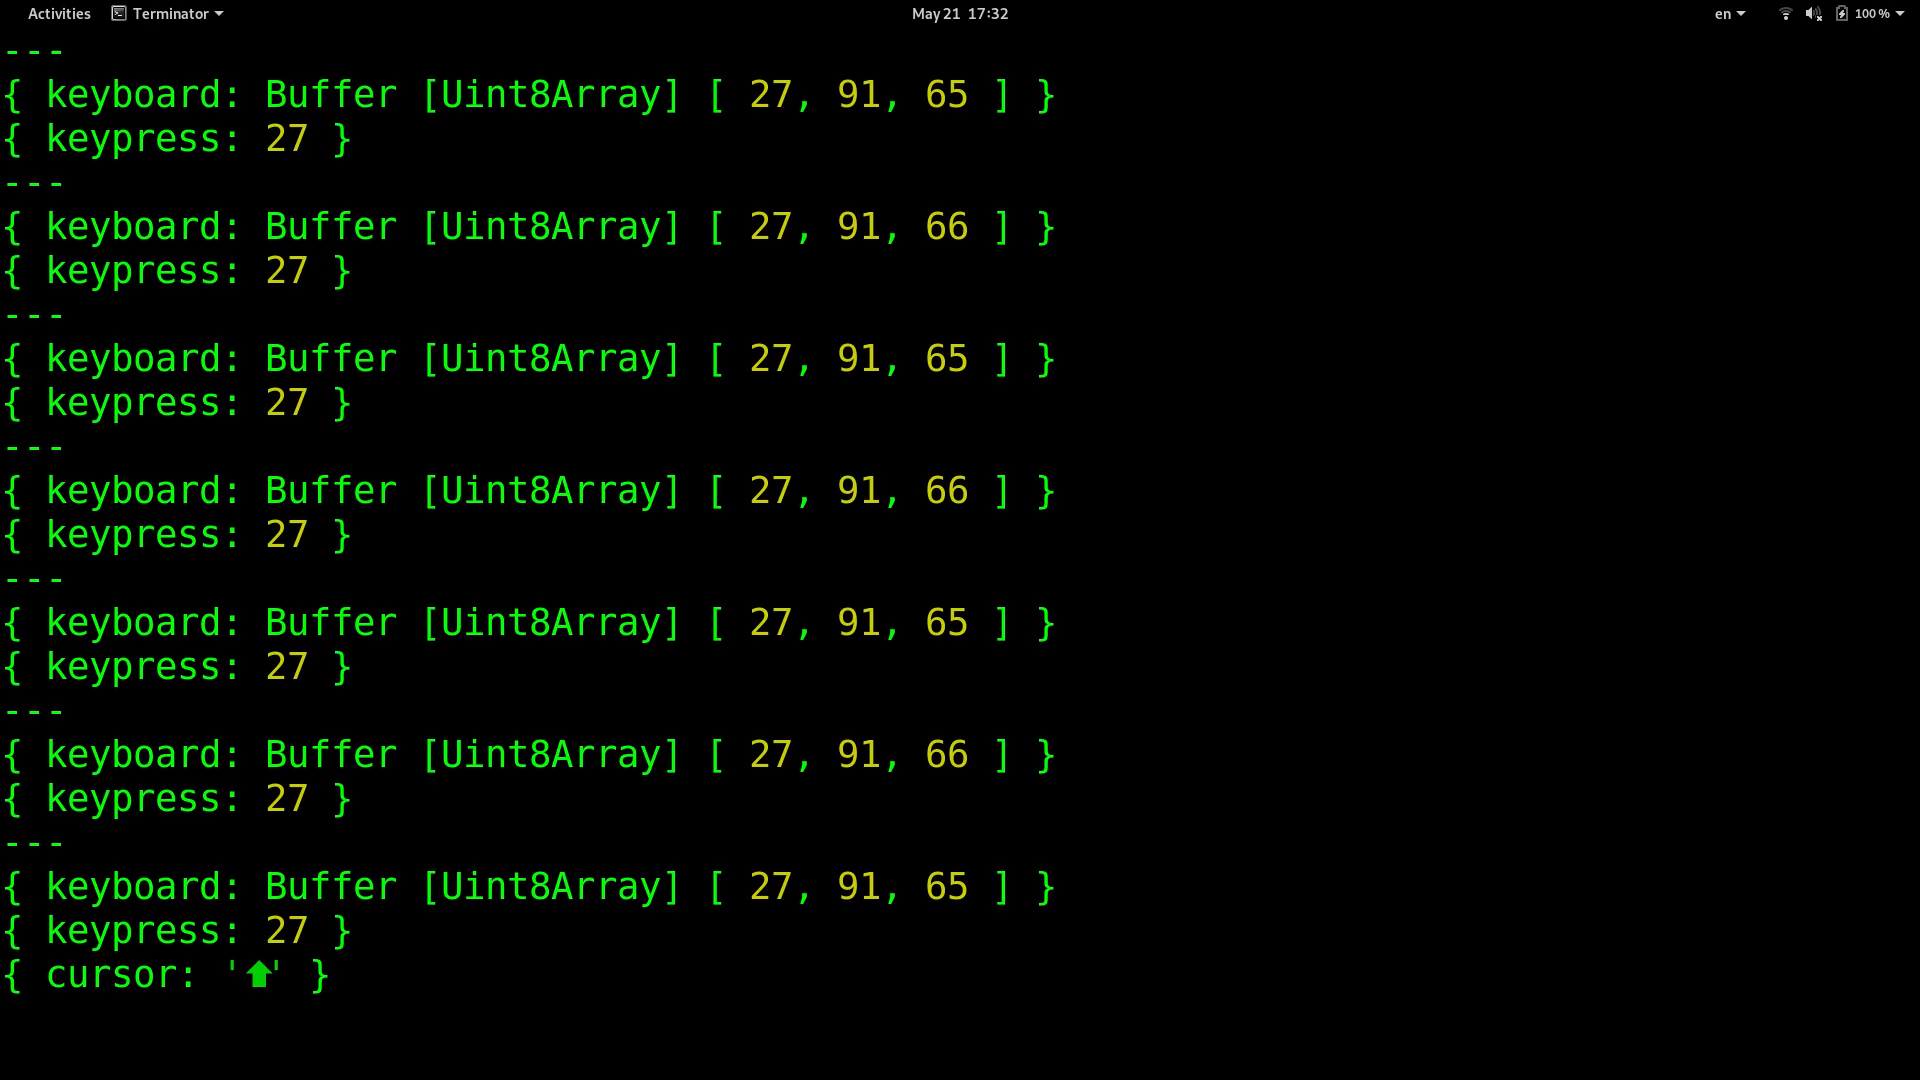 Activities Terminator May 21 17:32 en 100 %
---
{ keyboard: Buffer [Uint8Array] [ 27, 91, 65 ] }
{ keypress: 27 }
---
{ keyboard: Buffer [Uint8Array] [ 27, 91, 66 ] }
{ keypress: 27 }
---
{ keyboard: Buffer [Uint8Array] [ 27, 91, 65 ] }
{ keypress: 27 }
---
{ keyboard: Buffer [Uint8Array] [ 27, 91, 66 ] }
{ keypress: 27 }
---
{ keyboard: Buffer [Uint8Array] [ 27, 91, 65 ] }
{ keypress: 27 }
---
{ keyboard: Buffer [Uint8Array] [ 27, 91, 66 ] }
{ keypress: 27 }
---
{ keyboard: Buffer [Uint8Array] [ 27, 91, 65 ] }
{ keypress: 27 }
{ cursor: '⬆' }